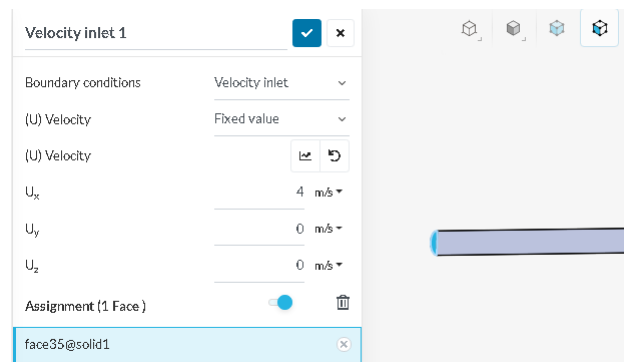 Velocity inlet 1
Boundary conditions Velocity inlet
(U) Velocity Fixed value
(U) Velocity
Ux 4 m/s
Uy 0 m/s
Uz 0 m/s
Assignment (1 Face )
face35@solid1